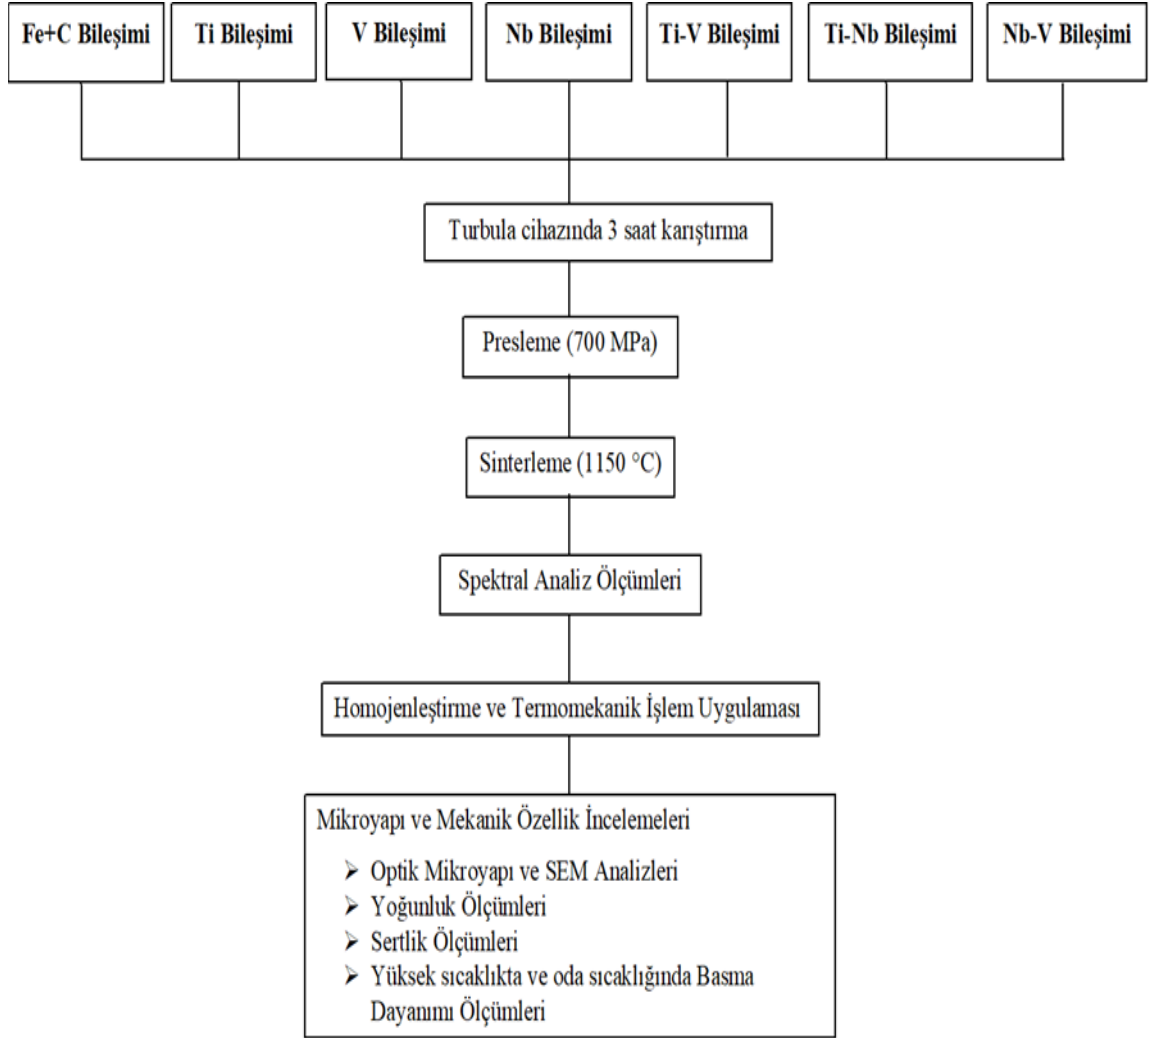 Fe+C Bileşimi
Ti Bileşimi
V Bileşimi
Nb Bileşimi
Ti-V Bileşimi
Ti-Nb Bileşimi
Nb-V Bileşimi
Turbula cihazında 3 saat karıştırma
Presleme (700 MPa)
Sinterleme (1150 °C)
Spektral Analiz Ölçümleri
Homojenleştirme ve Termomekanik İşlem Uygulaması
Mikroyapı ve Mekanik Özellik İncelemeleri
➢ Optik Mikroyapı ve SEM Analizleri
➢ Yoğunluk Ölçümleri
➢ Sertlik Ölçümleri
➢ Yüksek sıcaklıkta ve oda sıcaklığında Basma
Dayanımı Ölçümleri